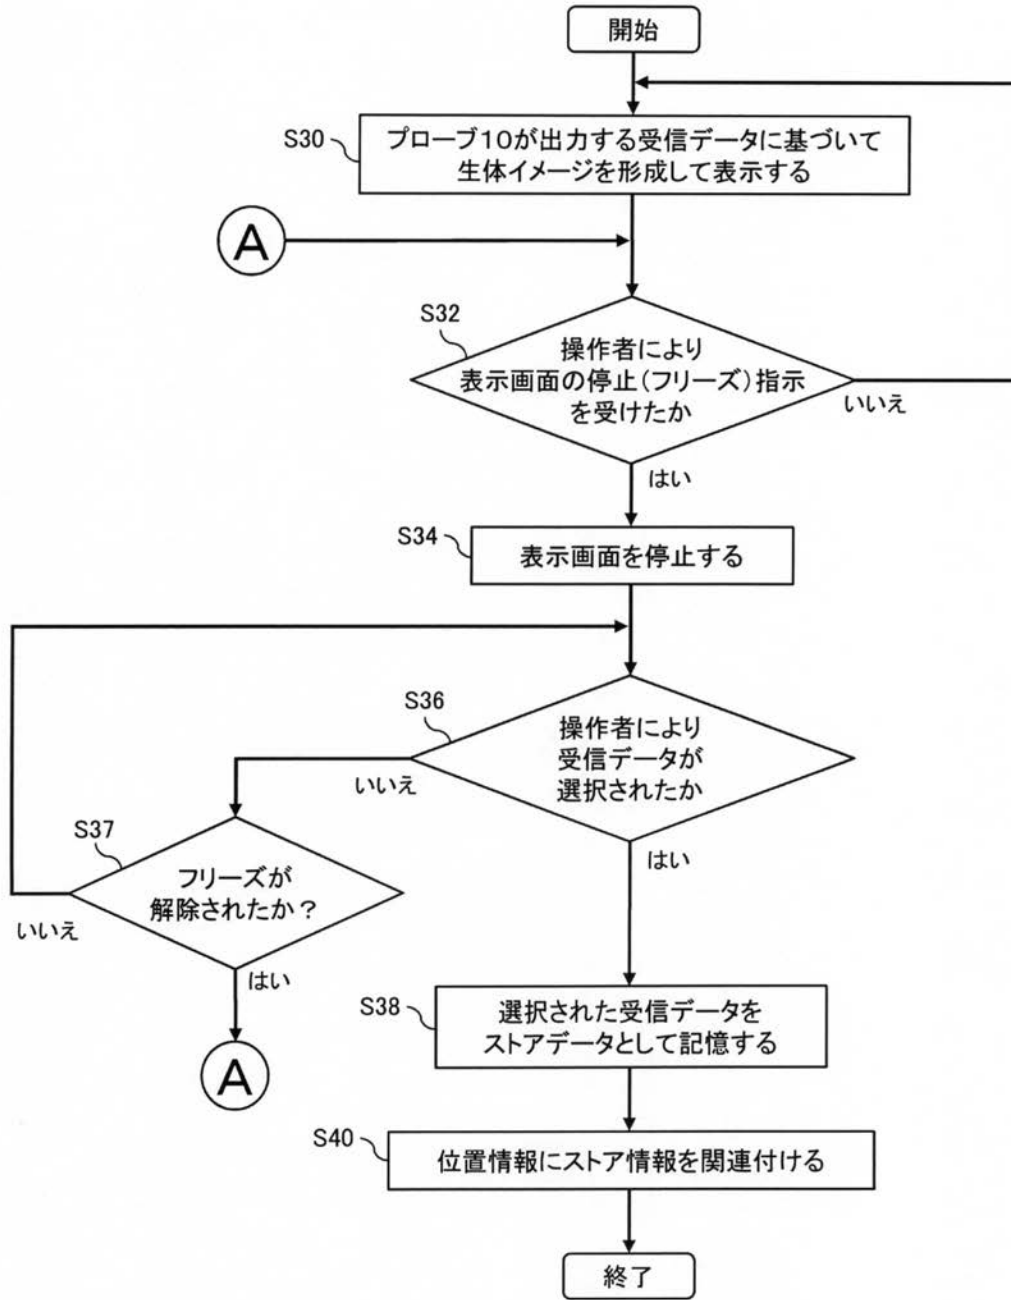 開始
S30
プローブ10が出力する受信データに基づいて
生体イメージを形成して表示する
A
S32
操作者により
表示画面の停止(フリーズ)指示
を受けたか
いいえ
はい
S34
表示画面を停止する
S36
操作者により
受信データが
選択されたか
いいえ
はい
S37
フリーズが
解除されたか?
いいえ
はい
A
S38
選択された受信データを
ストアデータとして記憶する
S40
位置情報にストア情報を関連付ける
終了